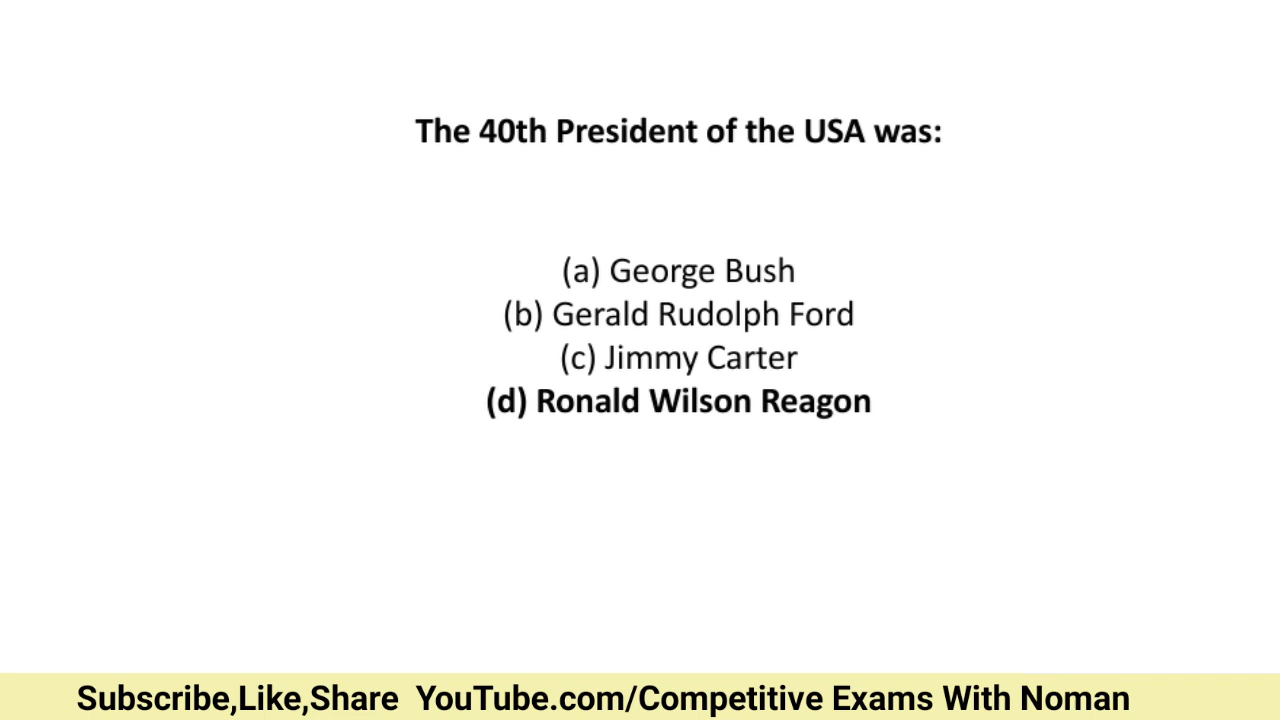 The 40th President of the USA was:
(a) George Bush
(b) Gerald Rudolph Ford
(c) Jimmy Carter
(d) Ronald Wilson Reagon
Subscribe,Like,Share  YouTube.com/Competitive Exams With Noman